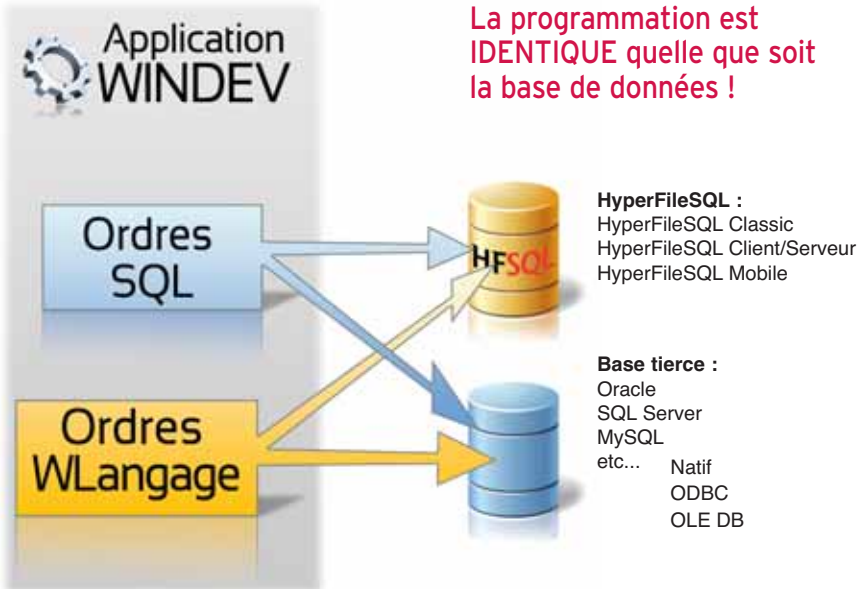 Application
WINDEV
La programmation est
IDENTIQUE quelle que soit
la base de données !
Ordres
SQL
Ordres
WLangage
HFSQL
HyperFileSQL :
HyperFileSQL Classic
HyperFileSQL Client/Serveur
HyperFileSQL Mobile
Base tierce :
Oracle
SQL Server
MySQL
etc...
Natif
ODBC
OLE DB